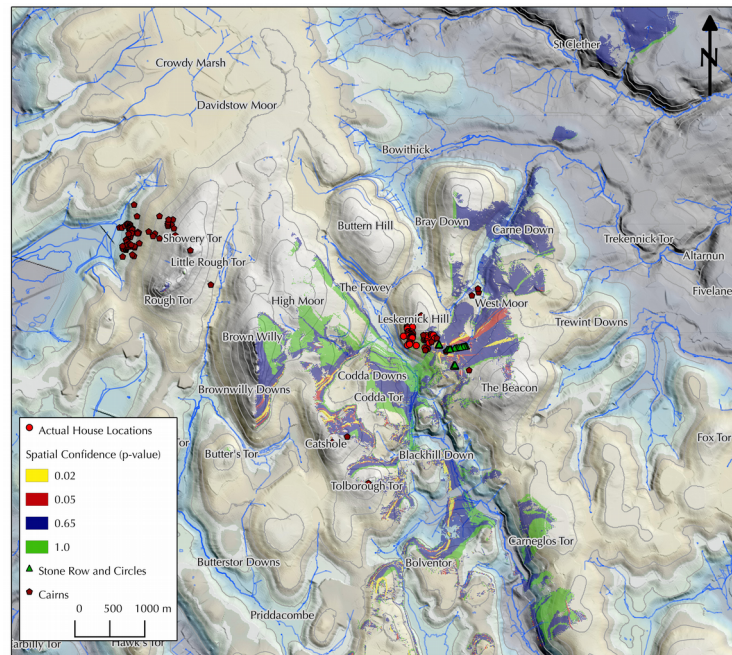 St Clether
N
Crowdy Marsh
Davidstow Moor
Bowithick
Buttern Hill
Bray Down
Carne Down
Trekennick Tor
Altarnun
Showery Tor
Little Rough Tor
Rough Tor
High Moor
The Fowey
West Moor
Fivelane
Leskernick Hill
Trewint Downs
Brown Willy
Brownwilly Downs
Codda Downs
Codda Tor
The Beacon
Actual House Locations
Spatial Confidence (p-value)
0.02
0.05
0.65
1.0
Stone Row and Circles
Cairns
0 500 1000 m
Butter's Tor
Catshole
Blackhill Down
Fox Tor
Tolborough Tor
Carneglos Tor
Butterstor Downs
Bolventor
Priddacombe
arbilly Tor
Hawk's Tor